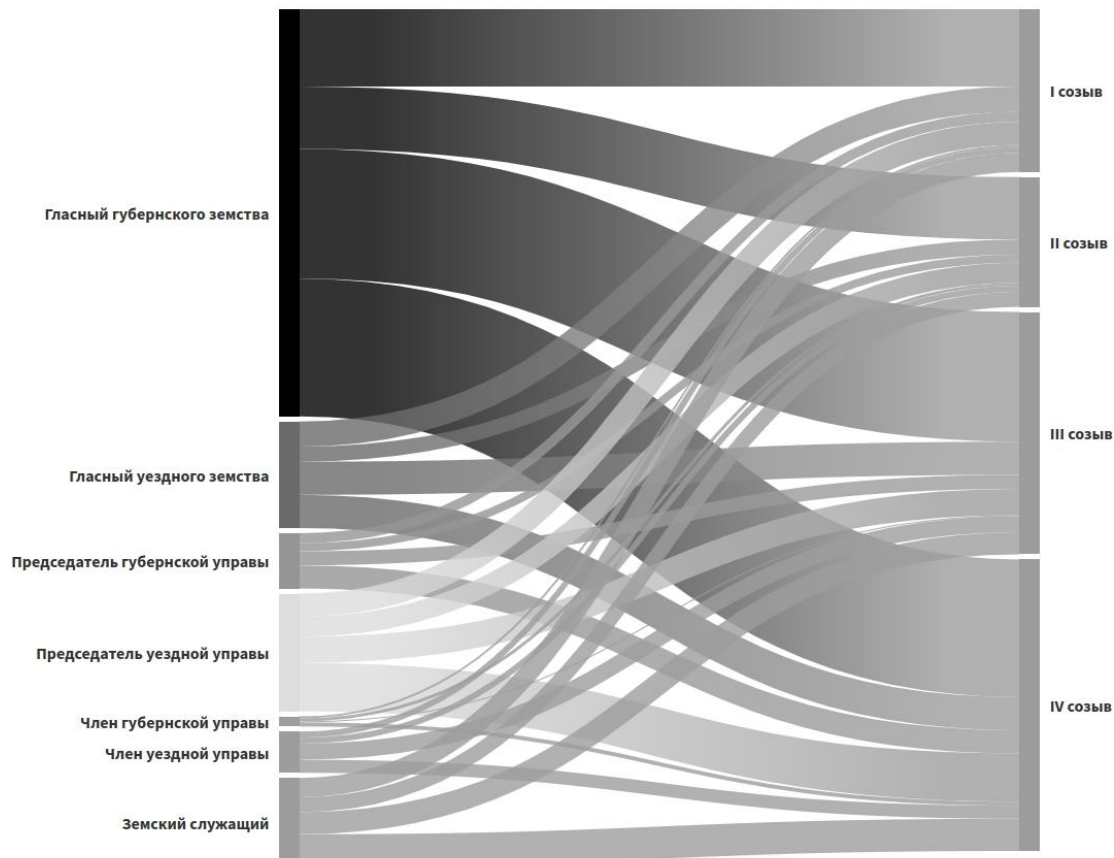 Гласный губернского земства
Гласный уездного земства
Председатель губернской управы
Председатель уездной управы
Член губернской управы
Член уездной управы
Земский служащий
I созыв
II созыв
III созыв
IV созыв